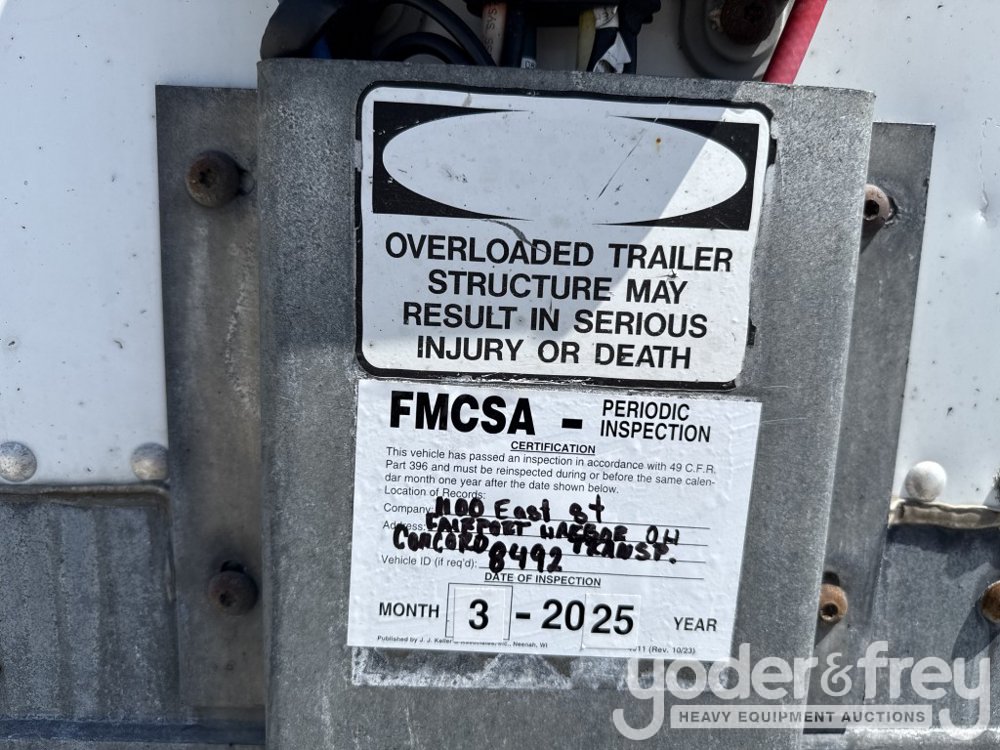 OVERLOADED TRAILER
STRUCTURE MAY
RESULT IN SERIOUS
INJURY OR DEATH
FMCSA - PERIODIC
INSPECTION
CERTIFICATION
This vehicle has passed an inspection in accordance with 49 C.F.R.
Part 396 and must be reinspected during or before the same calen-
dar month one year after the date shown below.
Location of Records:
Company: 1100 East St
Address: FAIRPORT HARBOR OH
CONCORD TRANSP.
Vehicle ID (if req'd): 8492
DATE OF INSPECTION
MONTH 3 - 2025 YEAR
Published by J. J. Keller & Associates, Inc., Neenah, WI (Rev. 10/23)
yoder&frey
HEAVY EQUIPMENT AUCTIONS